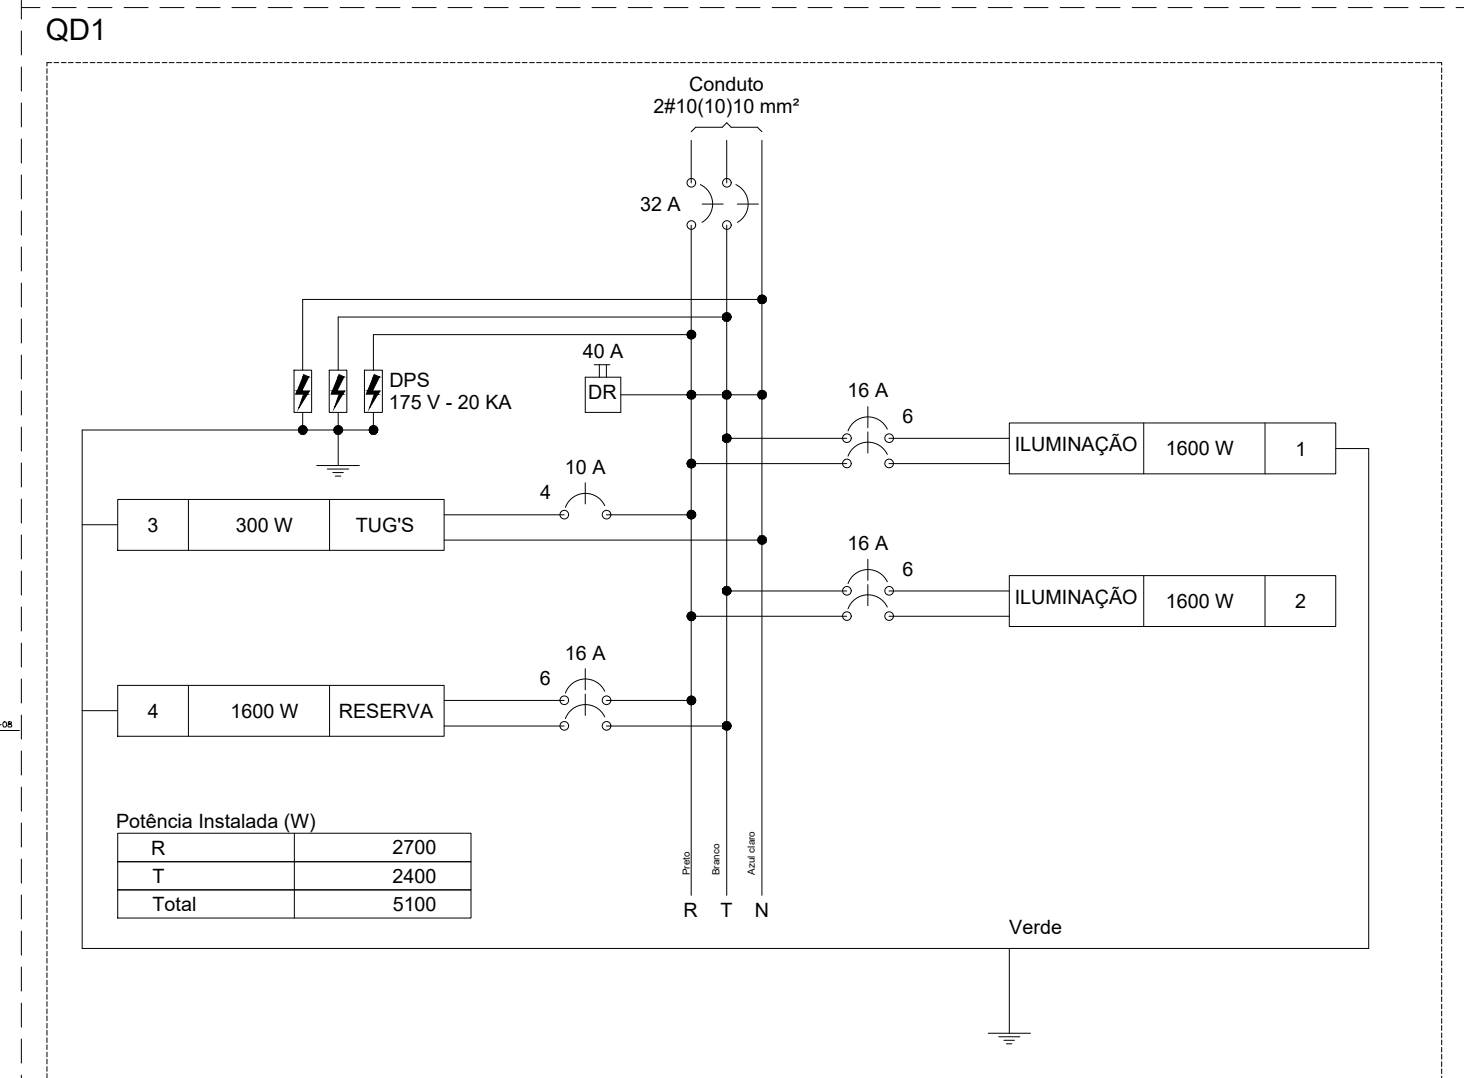 QD1
Conduto
2#10(10)10 mm²
32 A
40 A
DR
DPS
175 V - 20 KA
16 A
6
ILUMINAÇÃO 1600 W 1
10 A
4
3 300 W TUG'S
16 A
6
ILUMINAÇÃO 1600 W 2
16 A
6
4 1600 W RESERVA
-08
Potência Instalada (W)
R 2700
T 2400
Total 5100
Preto
Branco
Azul claro
R T N
Verde